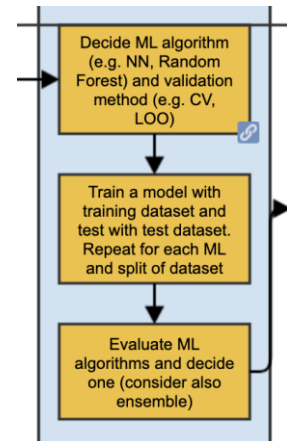 Decide ML algorithm
(e.g. NN, Random
Forest) and validation
method (e.g. CV,
LOO)
Train a model with
training dataset and
test with test dataset.
Repeat for each ML
and split of dataset
Evaluate ML
algorithms and decide
one (consider also
ensemble)